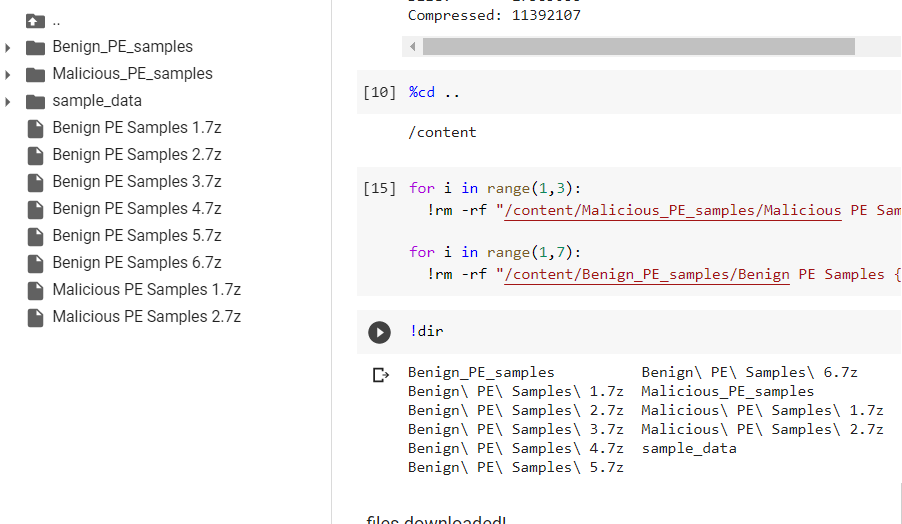 ..
Benign_PE_samples
Malicious_PE_samples
sample_data
Benign PE Samples 1.7z
Benign PE Samples 2.7z
Benign PE Samples 3.7z
Benign PE Samples 4.7z
Benign PE Samples 5.7z
Benign PE Samples 6.7z
Malicious PE Samples 1.7z
Malicious PE Samples 2.7z
Compressed: 11392107
[10] %cd ..
/content
[15] for i in range(1,3):
!rm -rf "/content/Malicious_PE_samples/Malicious PE Sam
for i in range(1,7):
!rm -rf "/content/Benign_PE_samples/Benign PE Samples {
!dir
Benign_PE_samples Benign\ PE\ Samples\ 6.7z
Benign\ PE\ Samples\ 1.7z Malicious_PE_samples
Benign\ PE\ Samples\ 2.7z Malicious\ PE\ Samples\ 1.7z
Benign\ PE\ Samples\ 3.7z Malicious\ PE\ Samples\ 2.7z
Benign\ PE\ Samples\ 4.7z sample_data
Benign\ PE\ Samples\ 5.7z
files downloaded!